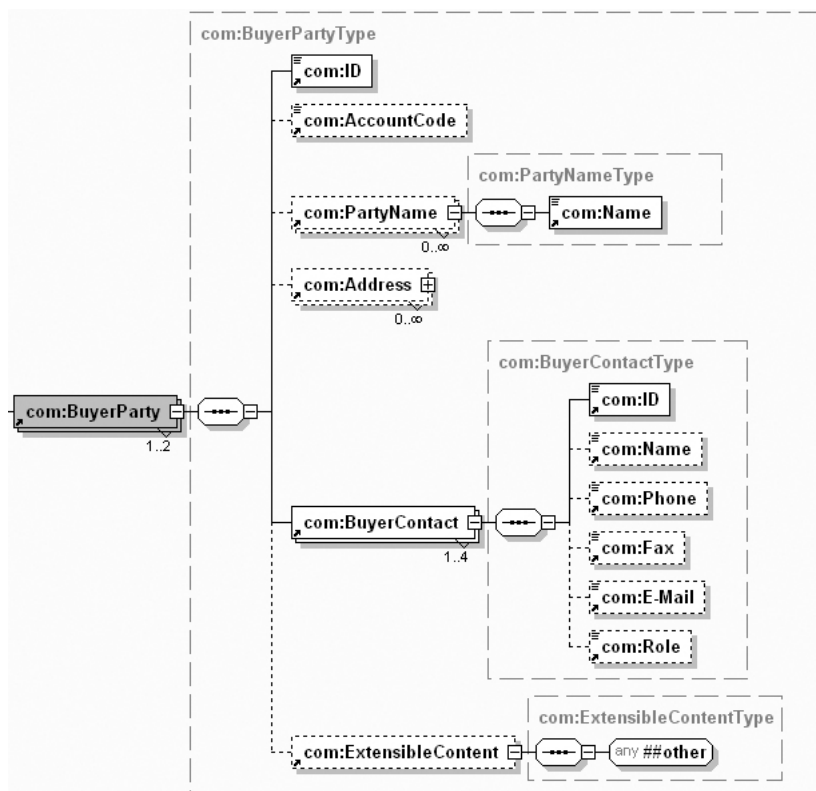 com:BuyerPartyType
com:ID
com:AccountCode
com:PartyNameType
com:PartyName
com:Name
0..∞
com:Address
0..∞
com:BuyerContactType
com:ID
com:BuyerParty
1..2
com:Name
com:Phone
com:BuyerContact
1..4
com:Fax
com:E-Mail
com:Role
com:ExtensibleContentType
com:ExtensibleContent
any ##other